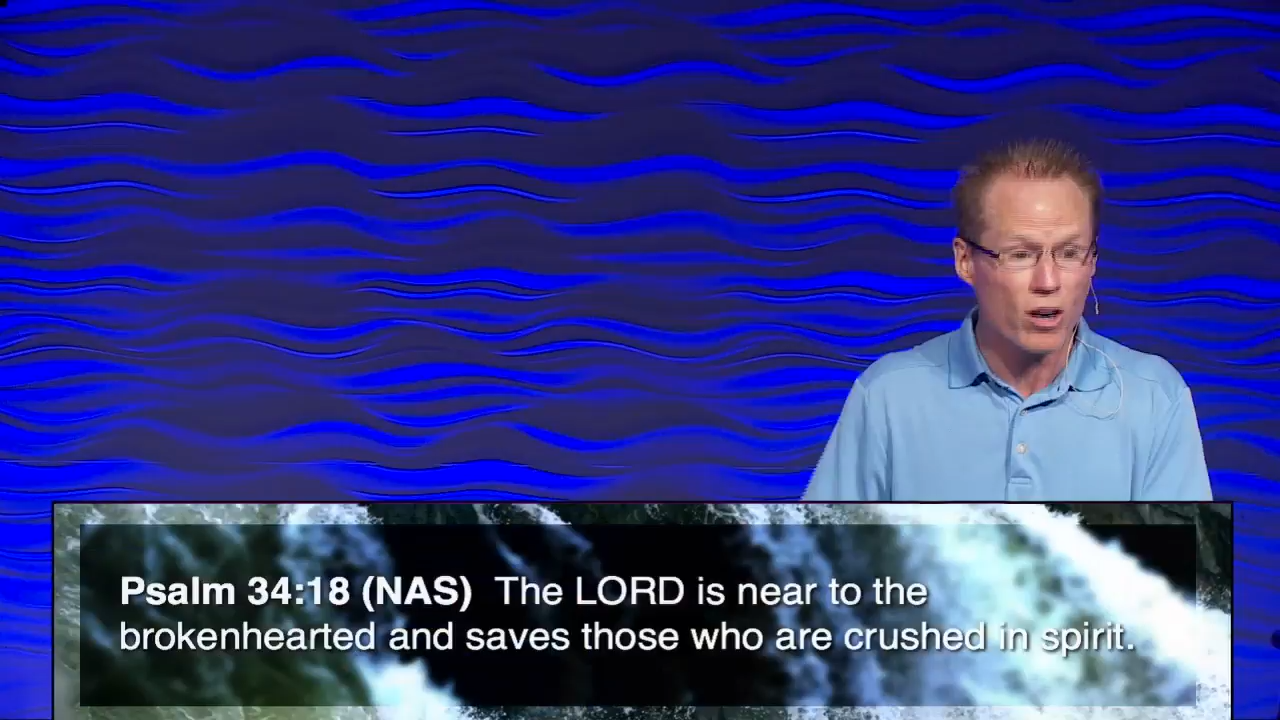 Psalm 34:18 (NAS) The LORD is near to the
brokenhearted and saves those who are crushed in spirit.